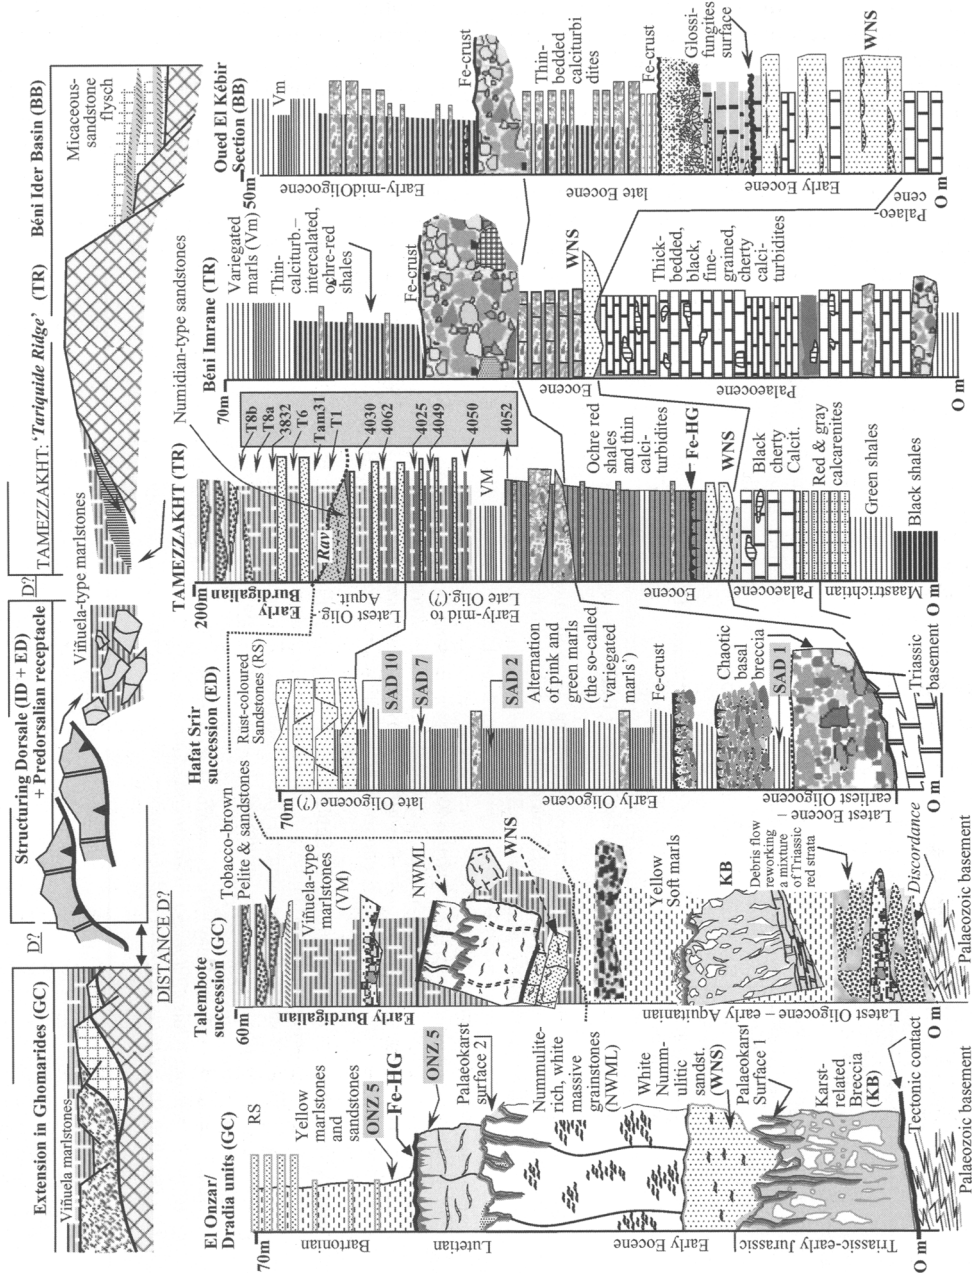 Extension in Ghomarides (GC)
Viñuela marlstones
D?
DISTANCE D?
Structuring Dorsale (ID + ED)
+ Predorsalian receptacle
Viñuela-type marlstones
D?
TAMEZZAKHT: 'Tariquide Ridge' (TR)
Béni Ider Basin (BB)
Micaceous-
sandstone
flysch
Numidian-type sandstones
El Onzar/
Dradia units (GC)
70m
RS
Yellow
marlstones
and
sandstones
ONZ 5
Fe-HG
ONZ 5
Palaeokarst
surface 2
Nummulite-
rich, white
massive
grainstones
(NWML)
White
Numm-
ulitic
sandst.
WNS
Palaeokarst
Surface 1
Karst-
related
Breccia
(KB)
Tectonic contact
Palaeozoic basement
0 m
Bartonian
Lutetian
Early Eocene
Triassic-early Jurassic
Talembote
succession (GC)
60m
Tobacco-brown
Pelite & sandstones
Viñuela-type
marlstones
(VM)
NWML
WNS
Yellow
Soft marls
KB
Debris flow
reworking
a mixture
of Triassic
red strata
Discordance
Palaeozoic basement
0 m
Early Burdigalian
Latest Oligocene – early Aquitanian
Hafat Srir
succession (ED)
70m
Rust-coloured
Sandstones (RS)
SAD 10
SAD 7
SAD 2
Alternation
of pink and
green marls
(the so-called
'variegated
marls')
Fe-crust
Chaotic
basal
breccia
SAD 1
Triassic
basement
0 m
late Oligocene (?)
Early Oligocene
Latest Eocene –
earliest Oligocene
TAMEZZAKHT (TR)
200m
T8b
T8a
3832
T6
Tam31
T1
4030
4062
4025
4049
4050
4052
Rav
VM
Ochre red
shales
and thin
calci-
turbidites
Fe-HG
WNS
Black
cherty
Calcit.
Red & gray
calcarenites
Green shales
Black shales
0 m
Early
Burdigalian
Latest Olig.
Aquit.
Early-mid to
Late Olig.(?)
Eocene
Palaeocene
Maastrichtian
Béni Imrane (TR)
70m
Variegated
marls (Vm)
Thin-
calciturb.–
intercalated,
ochre-red
shales
Fe-crust
WNS
Thick-
bedded,
black,
fine-
grained,
cherty
calci-
turbidites
0 m
Eocene
Palaeocene
Oued El Kébir
Section (BB)
50m
Vm
Fe-crust
Thin-
bedded
calciturbi
dites
Fe-crust
Glossi-
fungites
surface
WNS
0 m
Early-midOligocene
late Eocene
Early Eocene
Palaeo-
cene